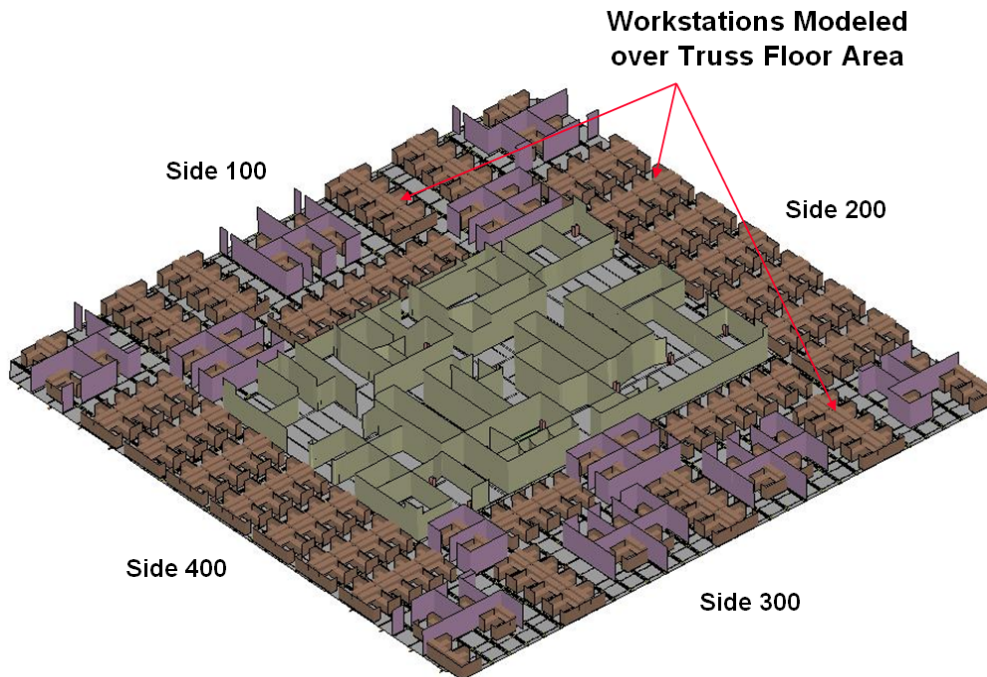 Workstations Modeled
over Truss Floor Area
Side 100
Side 200
Side 400
Side 300